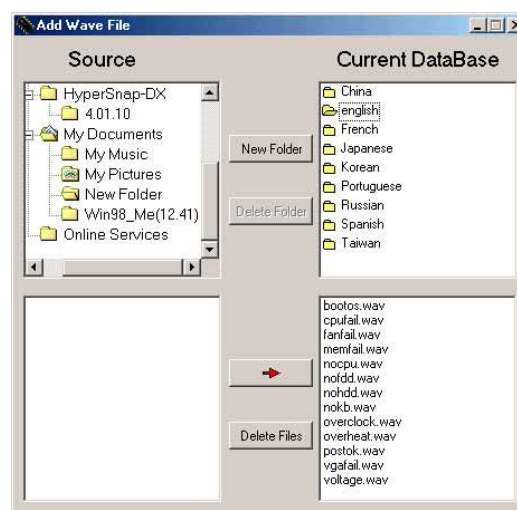 Add Wave File
Source
Current DataBase
HyperSnap-DX
4.01.10
My Documents
My Music
My Pictures
New Folder
Win98_Me(12.41)
Online Services
New Folder
Delete Folder
China
english
French
Japanese
Korean
Portuguese
Russian
Spanish
Taiwan
Delete Files
bootos.wav
cpufail.wav
fanfail.wav
memfail.wav
nocpu.wav
nofdd.wav
nohdd.wav
nokb.wav
overclock.wav
overheat.wav
postok.wav
vgafail.wav
voltage.wav